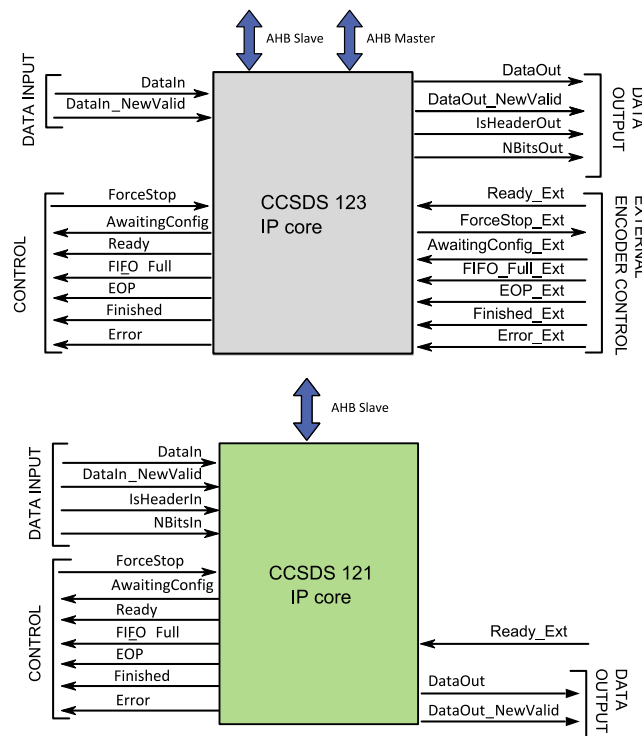 AHB Slave
AHB Master
DATA INPUT
DataIn
DataIn_NewValid
CCSDS 123
IP core
DataOut
DataOut_NewValid
IsHeaderOut
NBitsOut
DATA
OUTPUT
CONTROL
ForceStop
AwaitingConfig
Ready
FIFO_Full
EOP
Finished
Error
Ready_Ext
ForceStop_Ext
AwaitingConfig_Ext
FIFO_Full_Ext
EOP_Ext
Finished_Ext
Error_Ext
EXTERNAL
ENCODER CONTROL
AHB Slave
DATA INPUT
DataIn
DataIn_NewValid
IsHeaderIn
NBitsIn
CCSDS 121
IP core
CONTROL
ForceStop
AwaitingConfig
Ready
FIFO_Full
EOP
Finished
Error
Ready_Ext
DataOut
DataOut_NewValid
DATA
OUTPUT